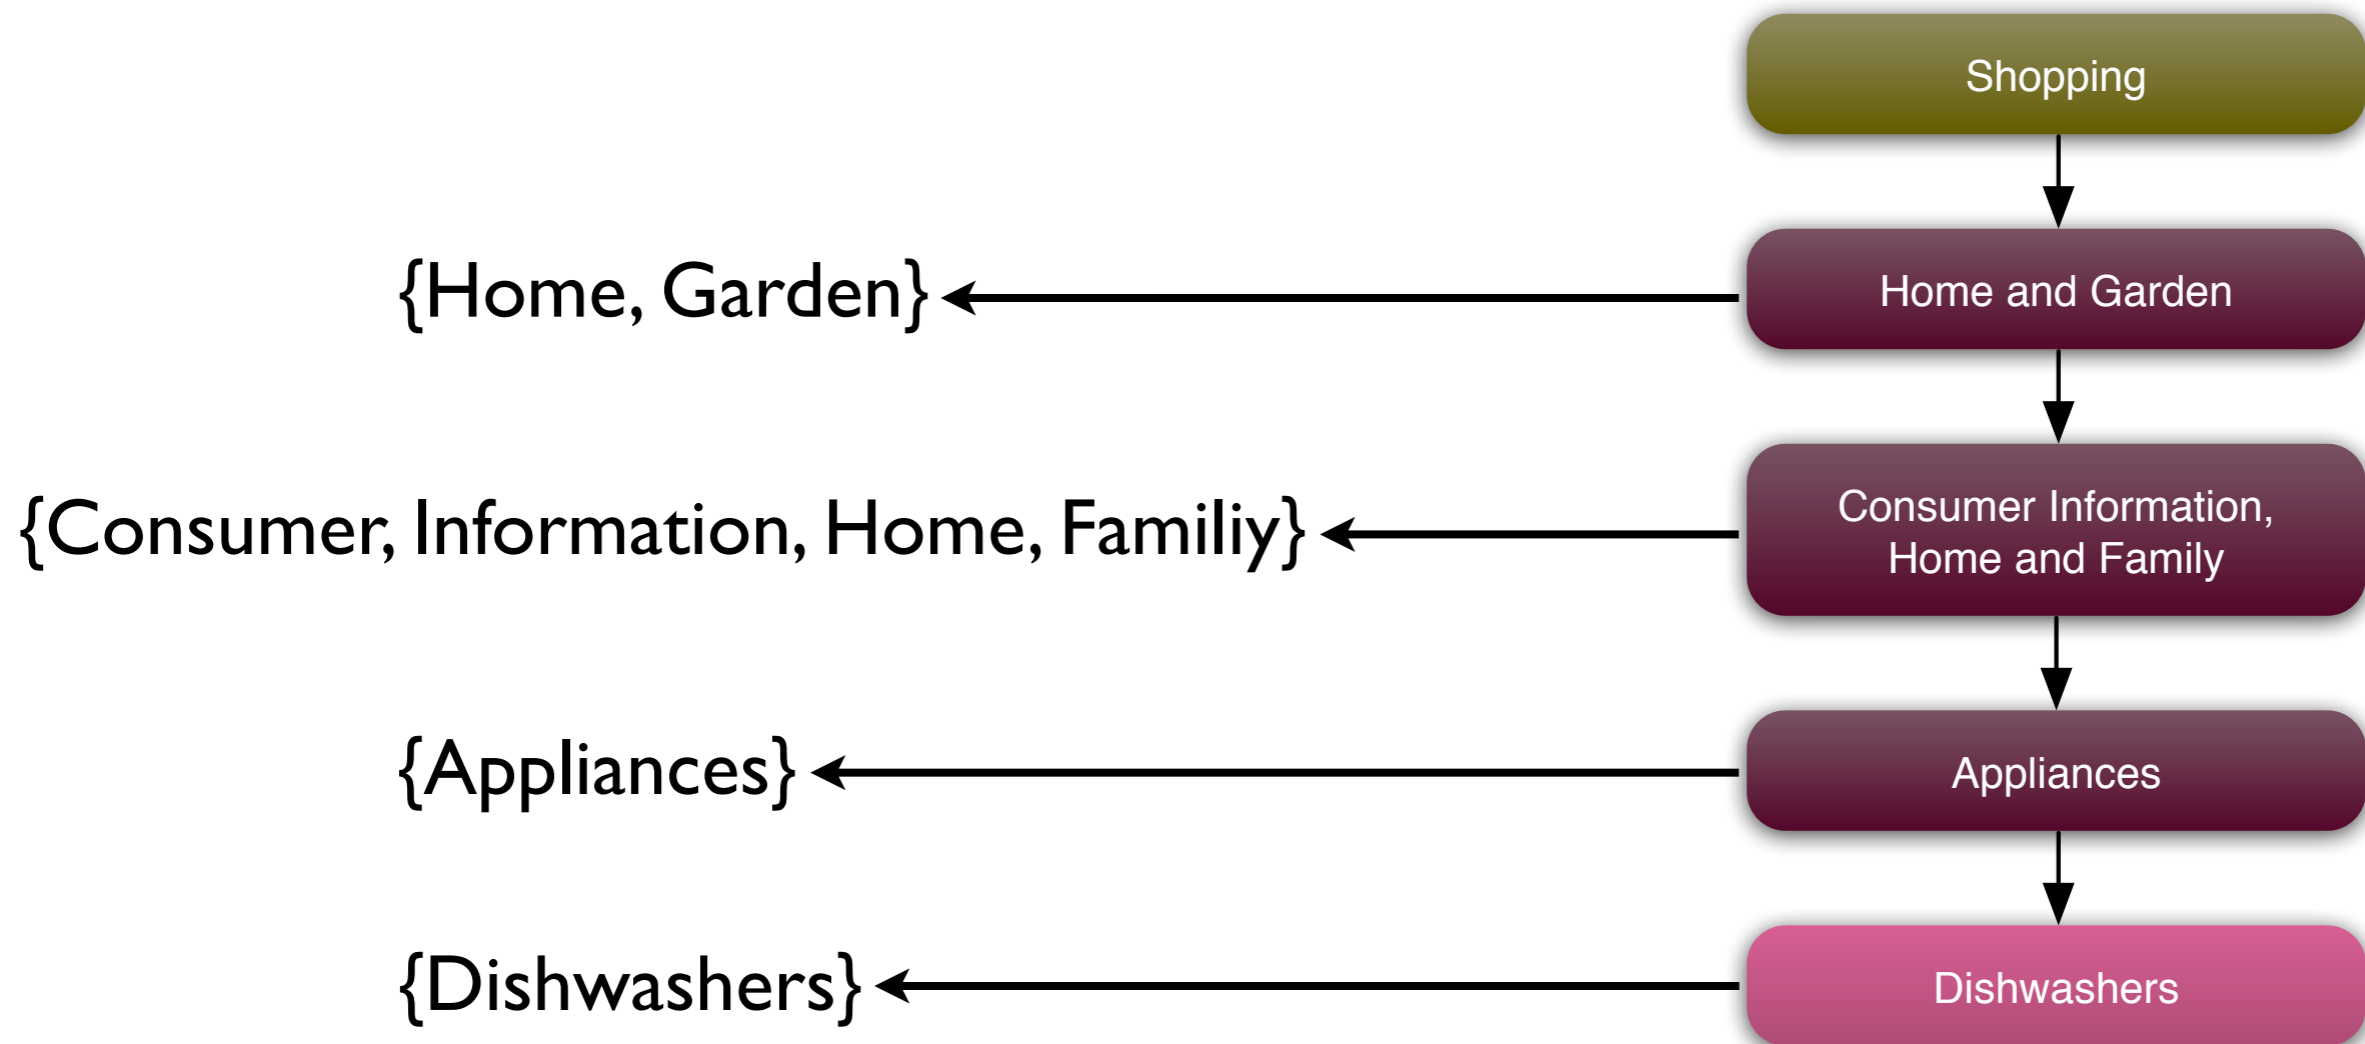 Shopping
{Home, Garden}
Home and Garden
{Consumer, Information, Home, Familiy}
Consumer Information,
Home and Family
{Appliances}
Appliances
{Dishwashers}
Dishwashers